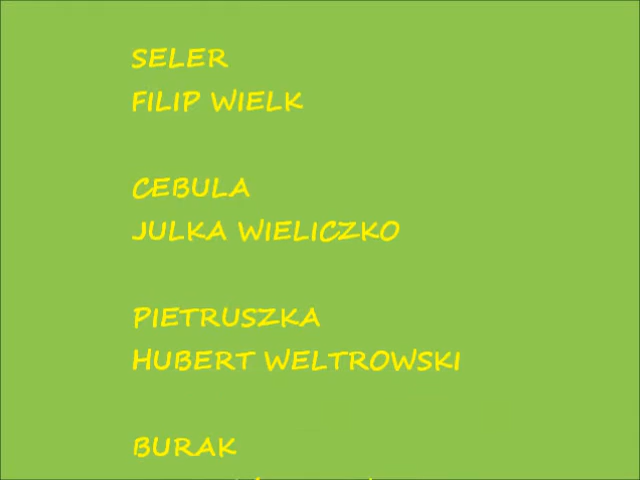 SELER
FILIP WIELK
CEBULA
JULKA WIELICZKO
PIETRUSZKA
HUBERT WELTROWSKI
BURAK